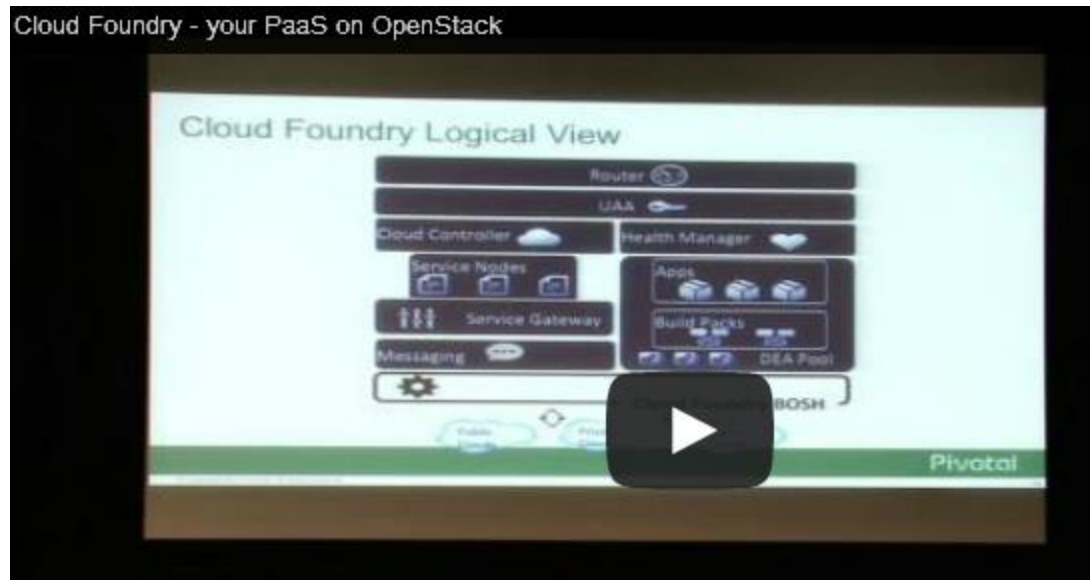 Cloud Foundry - your PaaS on OpenStack
Cloud Foundry Logical View
Router
UAA
Cloud Controller
Health Manager
Service Nodes
Apps
Service Gateway
Build Packs
Messaging
DEA Pool
BOSH
Public
Pivotal